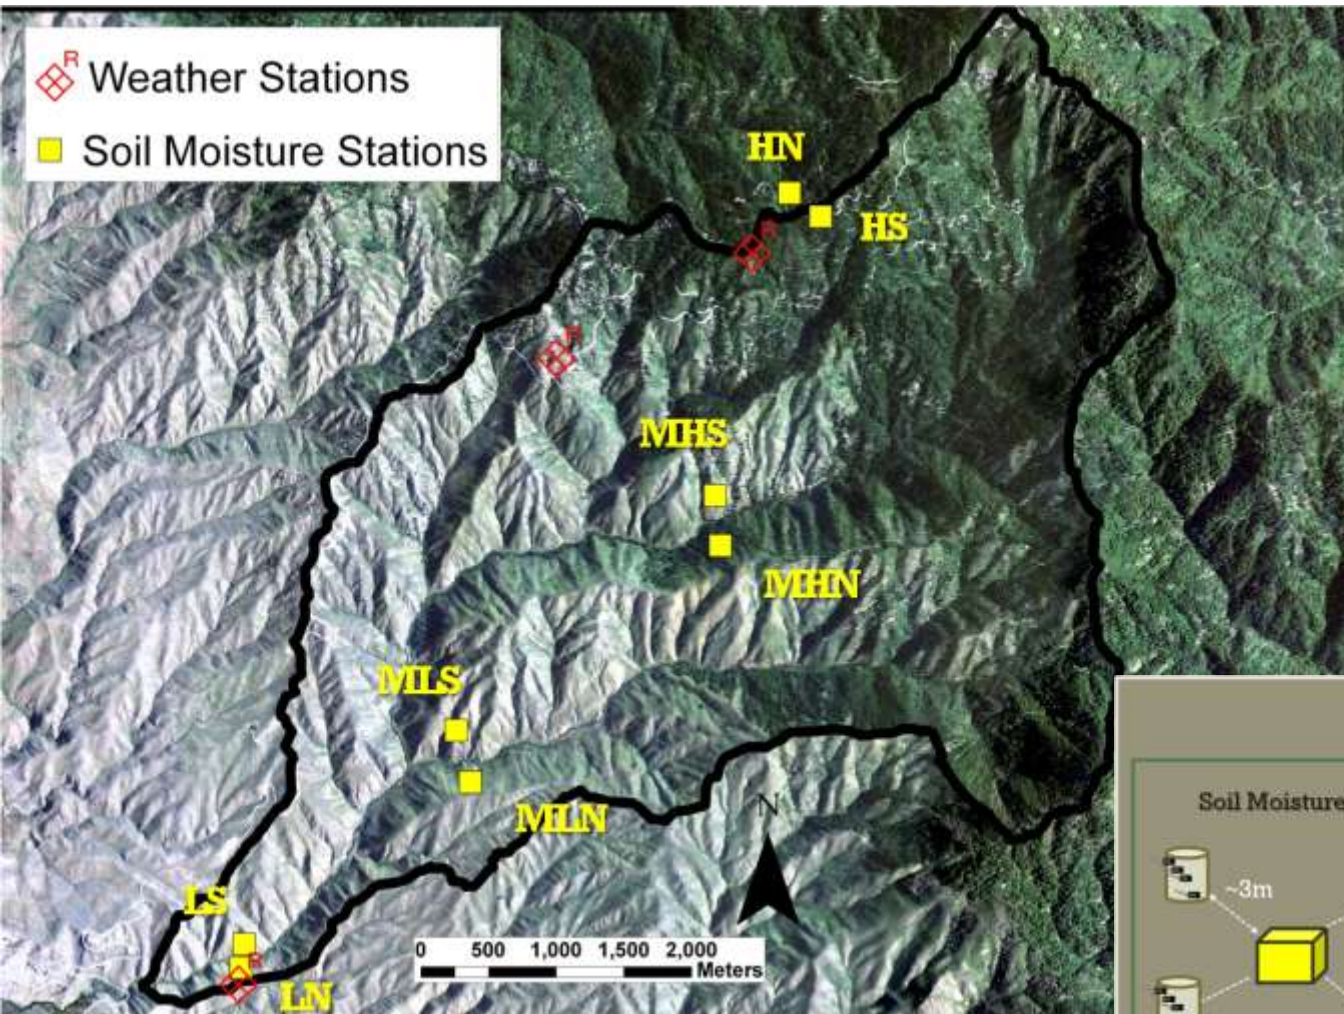 R
Weather Stations
Soil Moisture Stations
HN
HS
R
R
MHS
MHN
MLS
MLN
N
LS
R
LN
0 500 1,000 1,500 2,000
Meters
Soil Moisture
~3m